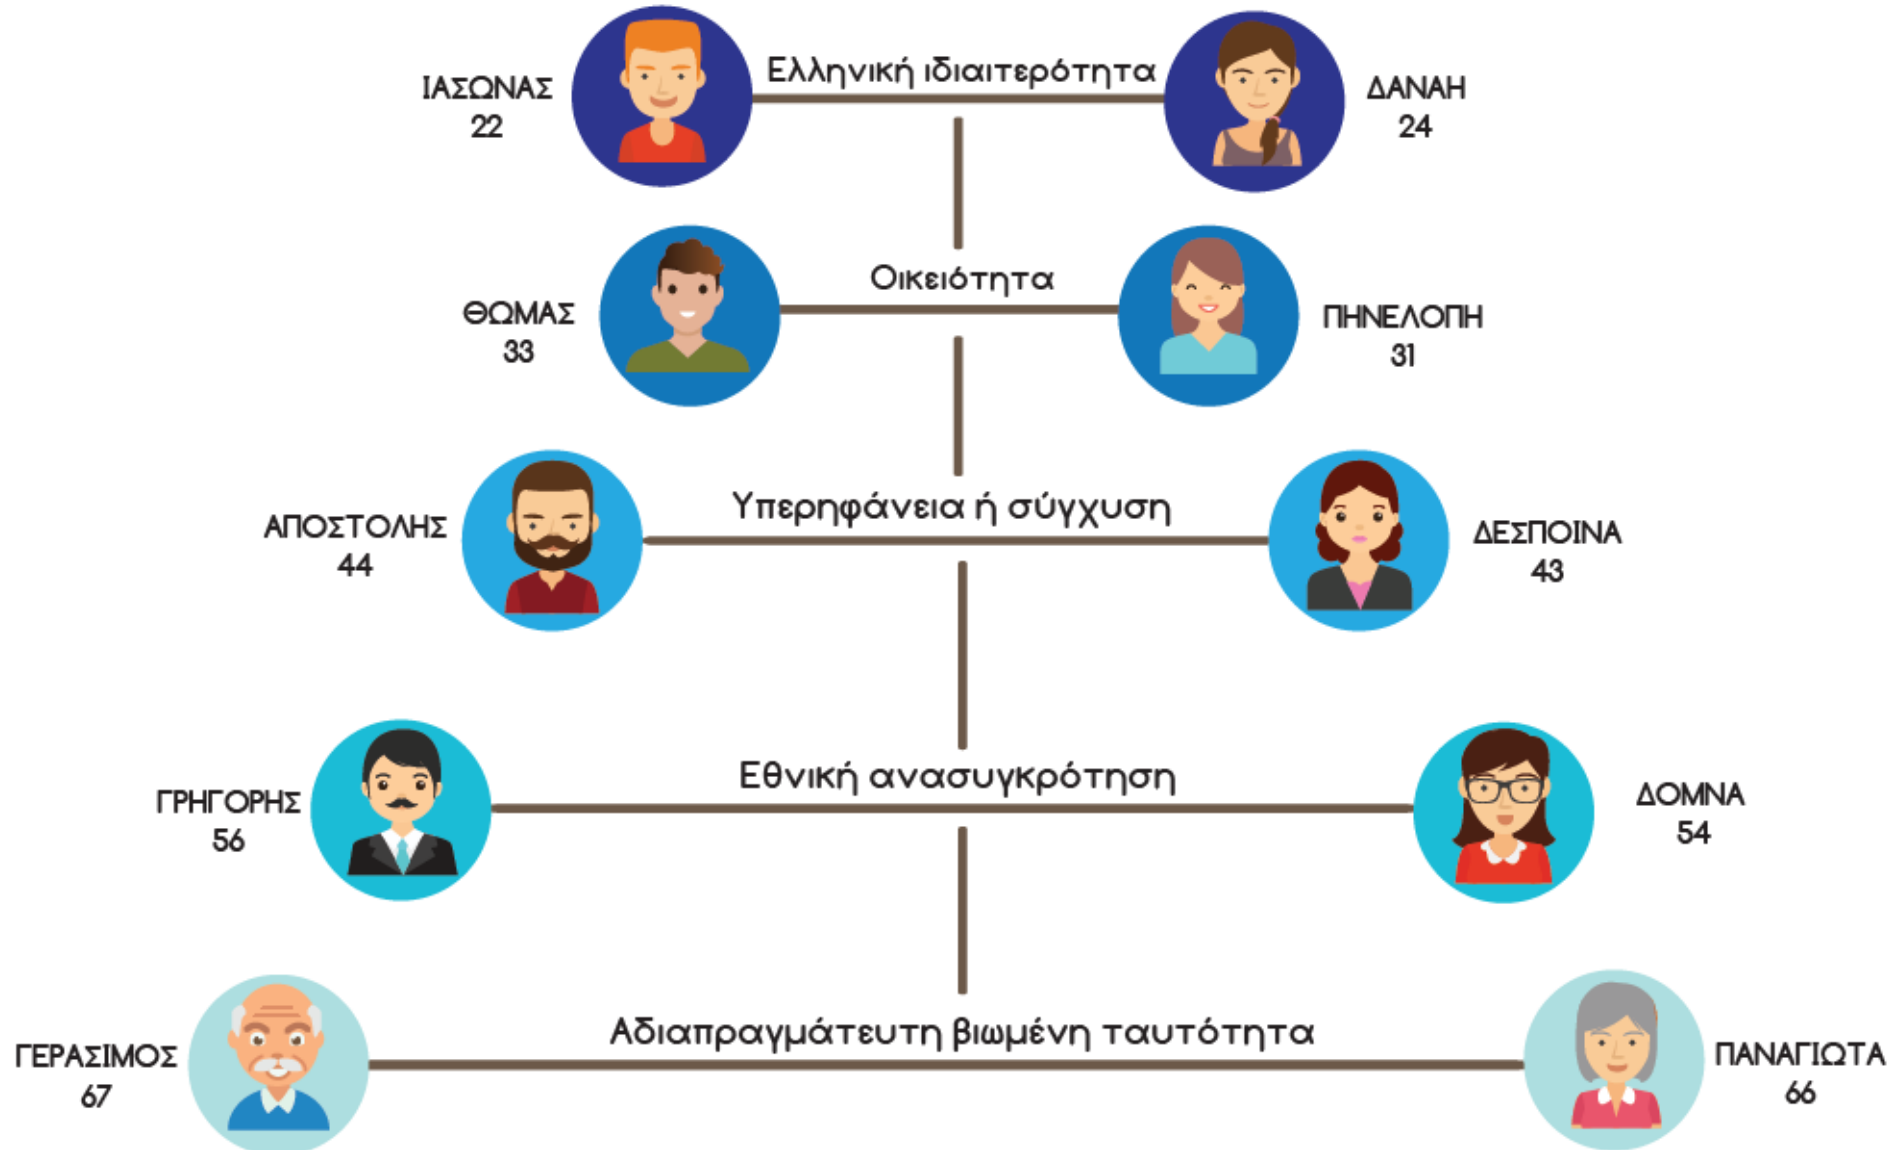 ΙΑΣΩΝΑΣ
22
Ελληνική ιδιαιτερότητα
ΔΑΝΑΗ
24
ΘΩΜΑΣ
33
Οικειότητα
ΠΗΝΕΛΟΠΗ
31
ΑΠΟΣΤΟΛΗΣ
44
Υπερηφάνεια ή σύγχυση
ΔΕΣΠΟΙΝΑ
43
ΓΡΗΓΟΡΗΣ
56
Εθνική ανασυγκρότηση
ΔΟΜΝΑ
54
ΓΕΡΑΣΙΜΟΣ
67
Αδιαπραγμάτευτη βιωμένη ταυτότητα
ΠΑΝΑΓΙΩΤΑ
66